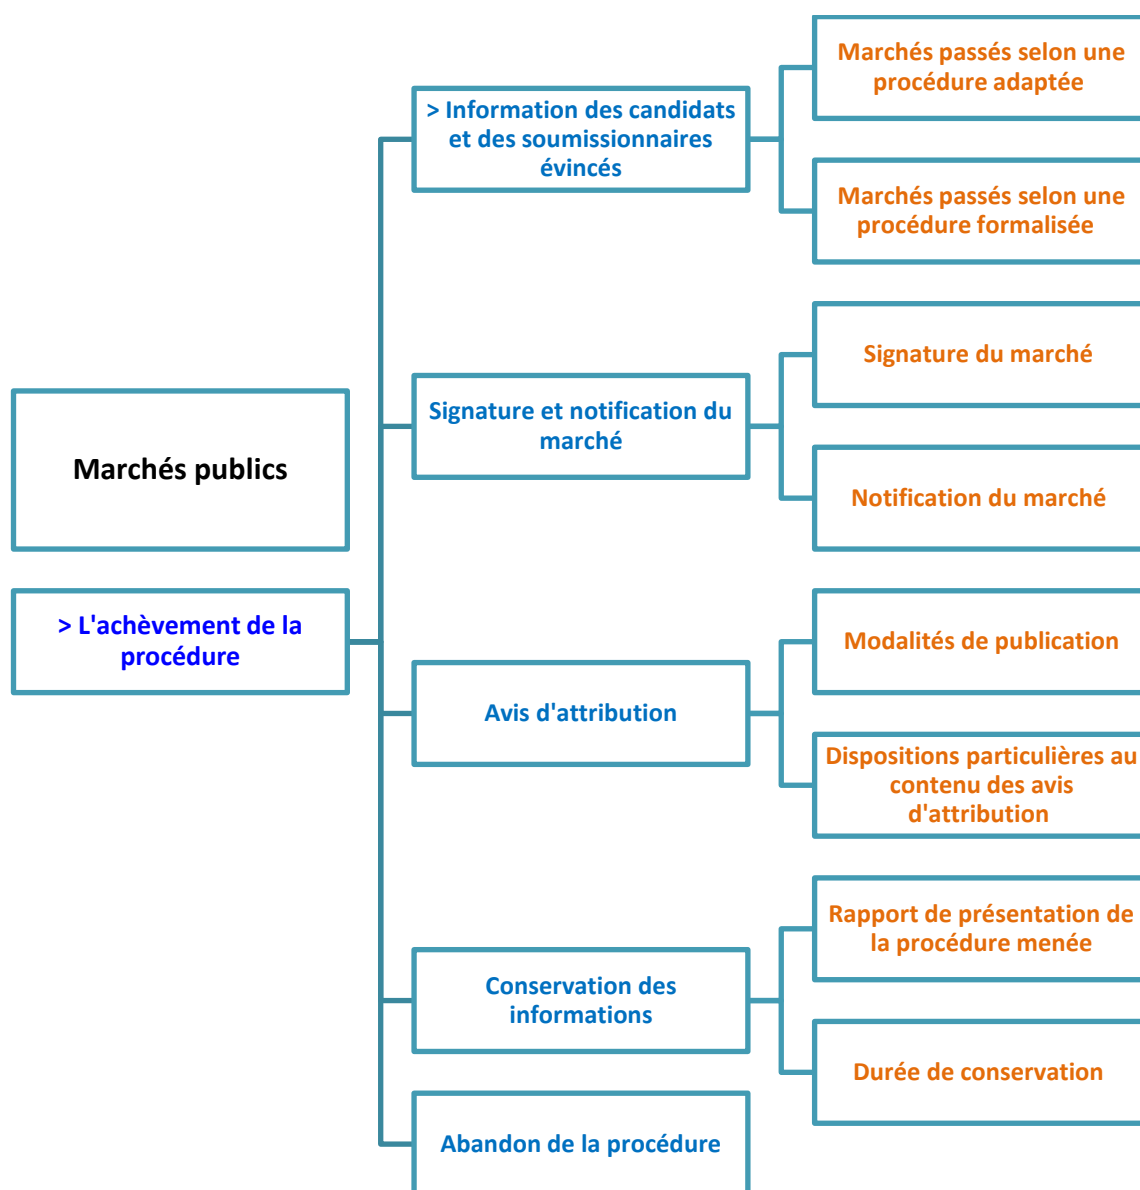 Marchés publics
> L'achèvement de la
procédure
> Information des candidats
et des soumissionnaires
évincés
Marchés passés selon une
procédure adaptée
Marchés passés selon une
procédure formalisée
Signature et notification du
marché
Signature du marché
Notification du marché
Avis d'attribution
Modalités de publication
Dispositions particulières au
contenu des avis
d'attribution
Conservation des
informations
Rapport de présentation de
la procédure menée
Durée de conservation
Abandon de la procédure